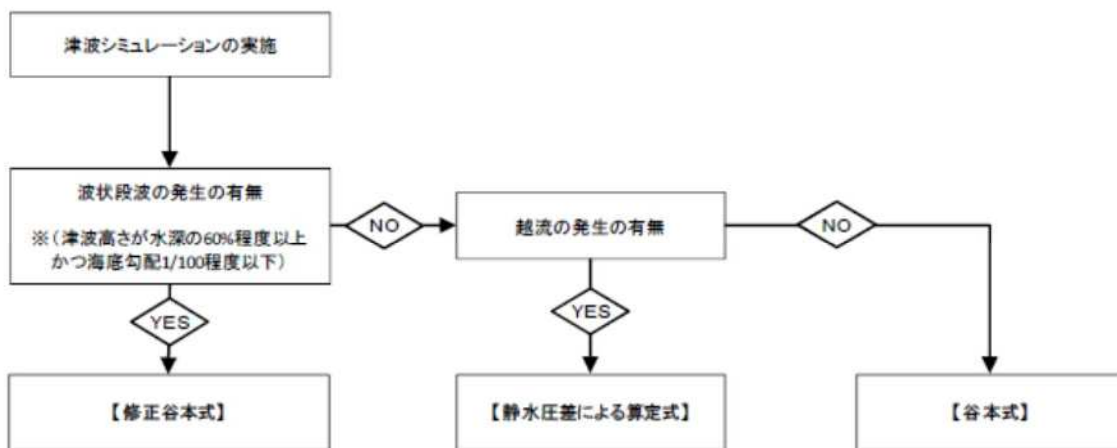 津波シミュレーションの実施
波状段波の発生の有無
※（津波高さが水深の60%程度以上
かつ海底勾配1/100程度以下）
NO
越流の発生の有無
NO
YES
YES
【修正谷本式】
【静水圧差による算定式】
【谷本式】